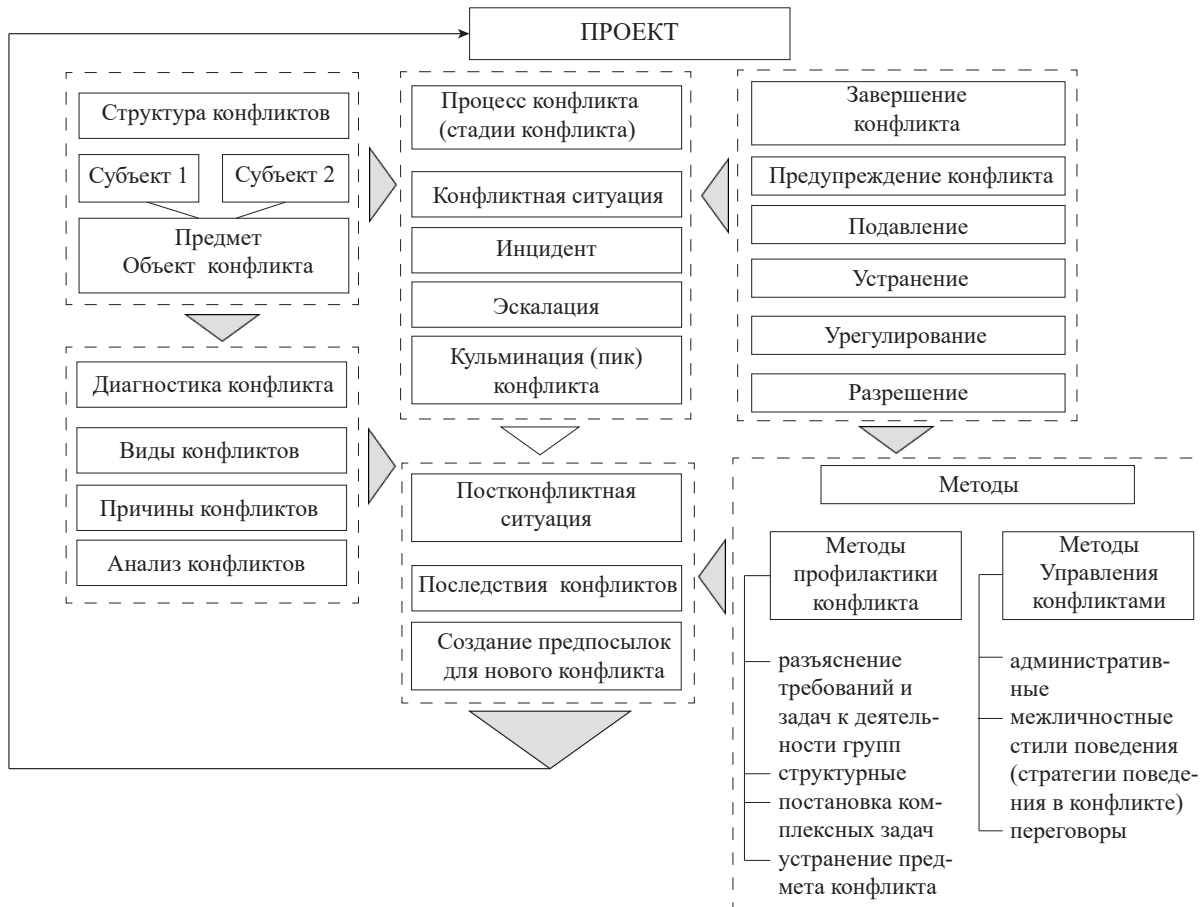 ПРОЕКТ
Структура конфликтов
Субъект 1
Субъект 2
Предмет
Объект конфликта
Диагностика конфликта
Виды конфликтов
Причины конфликтов
Анализ конфликтов
Процесс конфликта
(стадии конфликта)
Конфликтная ситуация
Инцидент
Эскалация
Кульминация (пик)
конфликта
Постконфликтная
ситуация
Последствия конфликтов
Создание предпосылок
для нового конфликта
Завершение
конфликта
Предупреждение конфликта
Подавление
Устранение
Урегулирование
Разрешение
Методы
Методы
профилактики
конфликта
разъяснение
требований и
задач к деятель-
ности групп
структурные
постановка ком-
плексных задач
устранение пред-
мета конфликта
Методы
Управления
конфликтами
административ-
ные
межличностные
стили поведения
(стратегии поведе-
ния в конфликте)
переговоры